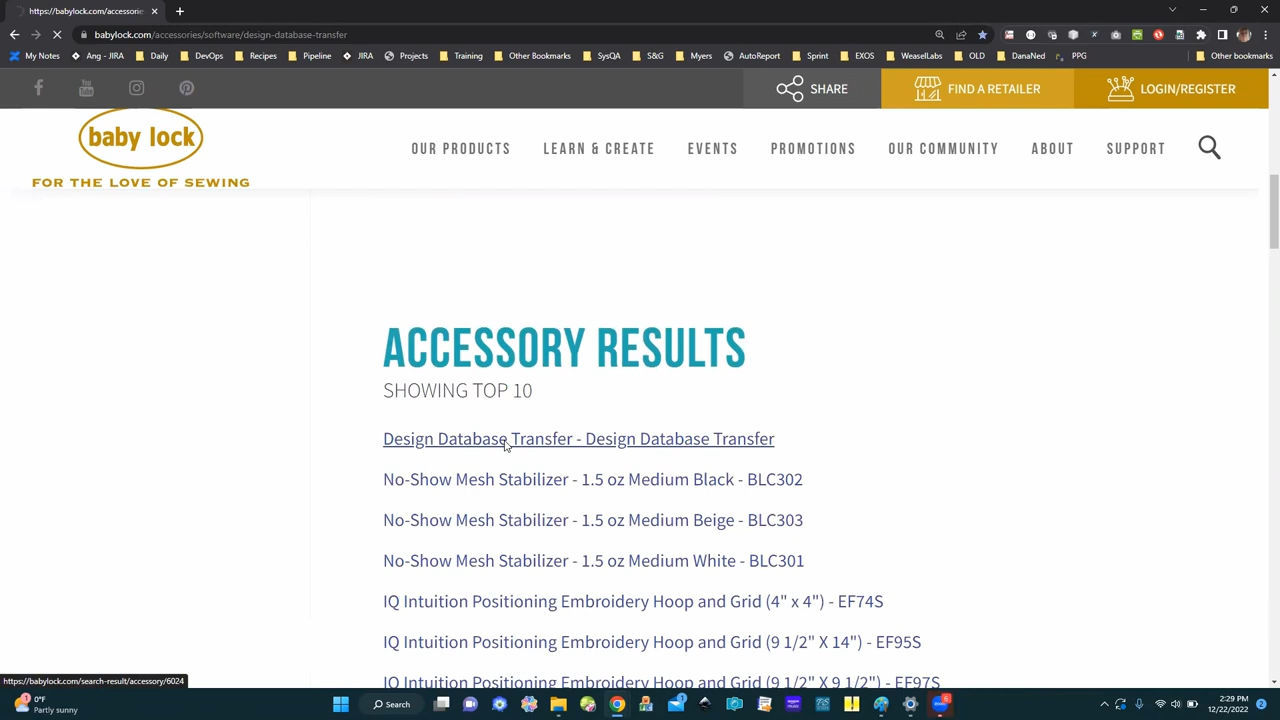 https://babylock.com/accessorie
babylock.com/accessories/software/design-database-transfer
My Notes
Ang - JIRA
Daily
DevOps
Recipes
Pipeline
JIRA
Projects
Training
Other Bookmarks
SysQA
S&G
Myers
AutoReport
Sprint
EXOS
WeaselLabs
OLD
DanaNed
PPG
Other bookmarks
SHARE
FIND A RETAILER
LOGIN/REGISTER
baby lock
FOR THE LOVE OF SEWING
OUR PRODUCTS
LEARN & CREATE
EVENTS
PROMOTIONS
OUR COMMUNITY
ABOUT
SUPPORT
ACCESSORY RESULTS
SHOWING TOP 10
Design Database Transfer - Design Database Transfer
No-Show Mesh Stabilizer - 1.5 oz Medium Black - BLC302
No-Show Mesh Stabilizer - 1.5 oz Medium Beige - BLC303
No-Show Mesh Stabilizer - 1.5 oz Medium White - BLC301
IQ Intuition Positioning Embroidery Hoop and Grid (4" x 4") - EF74S
IQ Intuition Positioning Embroidery Hoop and Grid (9 1/2" X 14") - EF95S
IQ Intuition Positioning Embroidery Hoop and Grid (9 1/2" X 9 1/2") - EF97S
https://babylock.com/search-result/accessory/6024
0°F
Partly sunny
Search
2:29 PM
12/22/2022